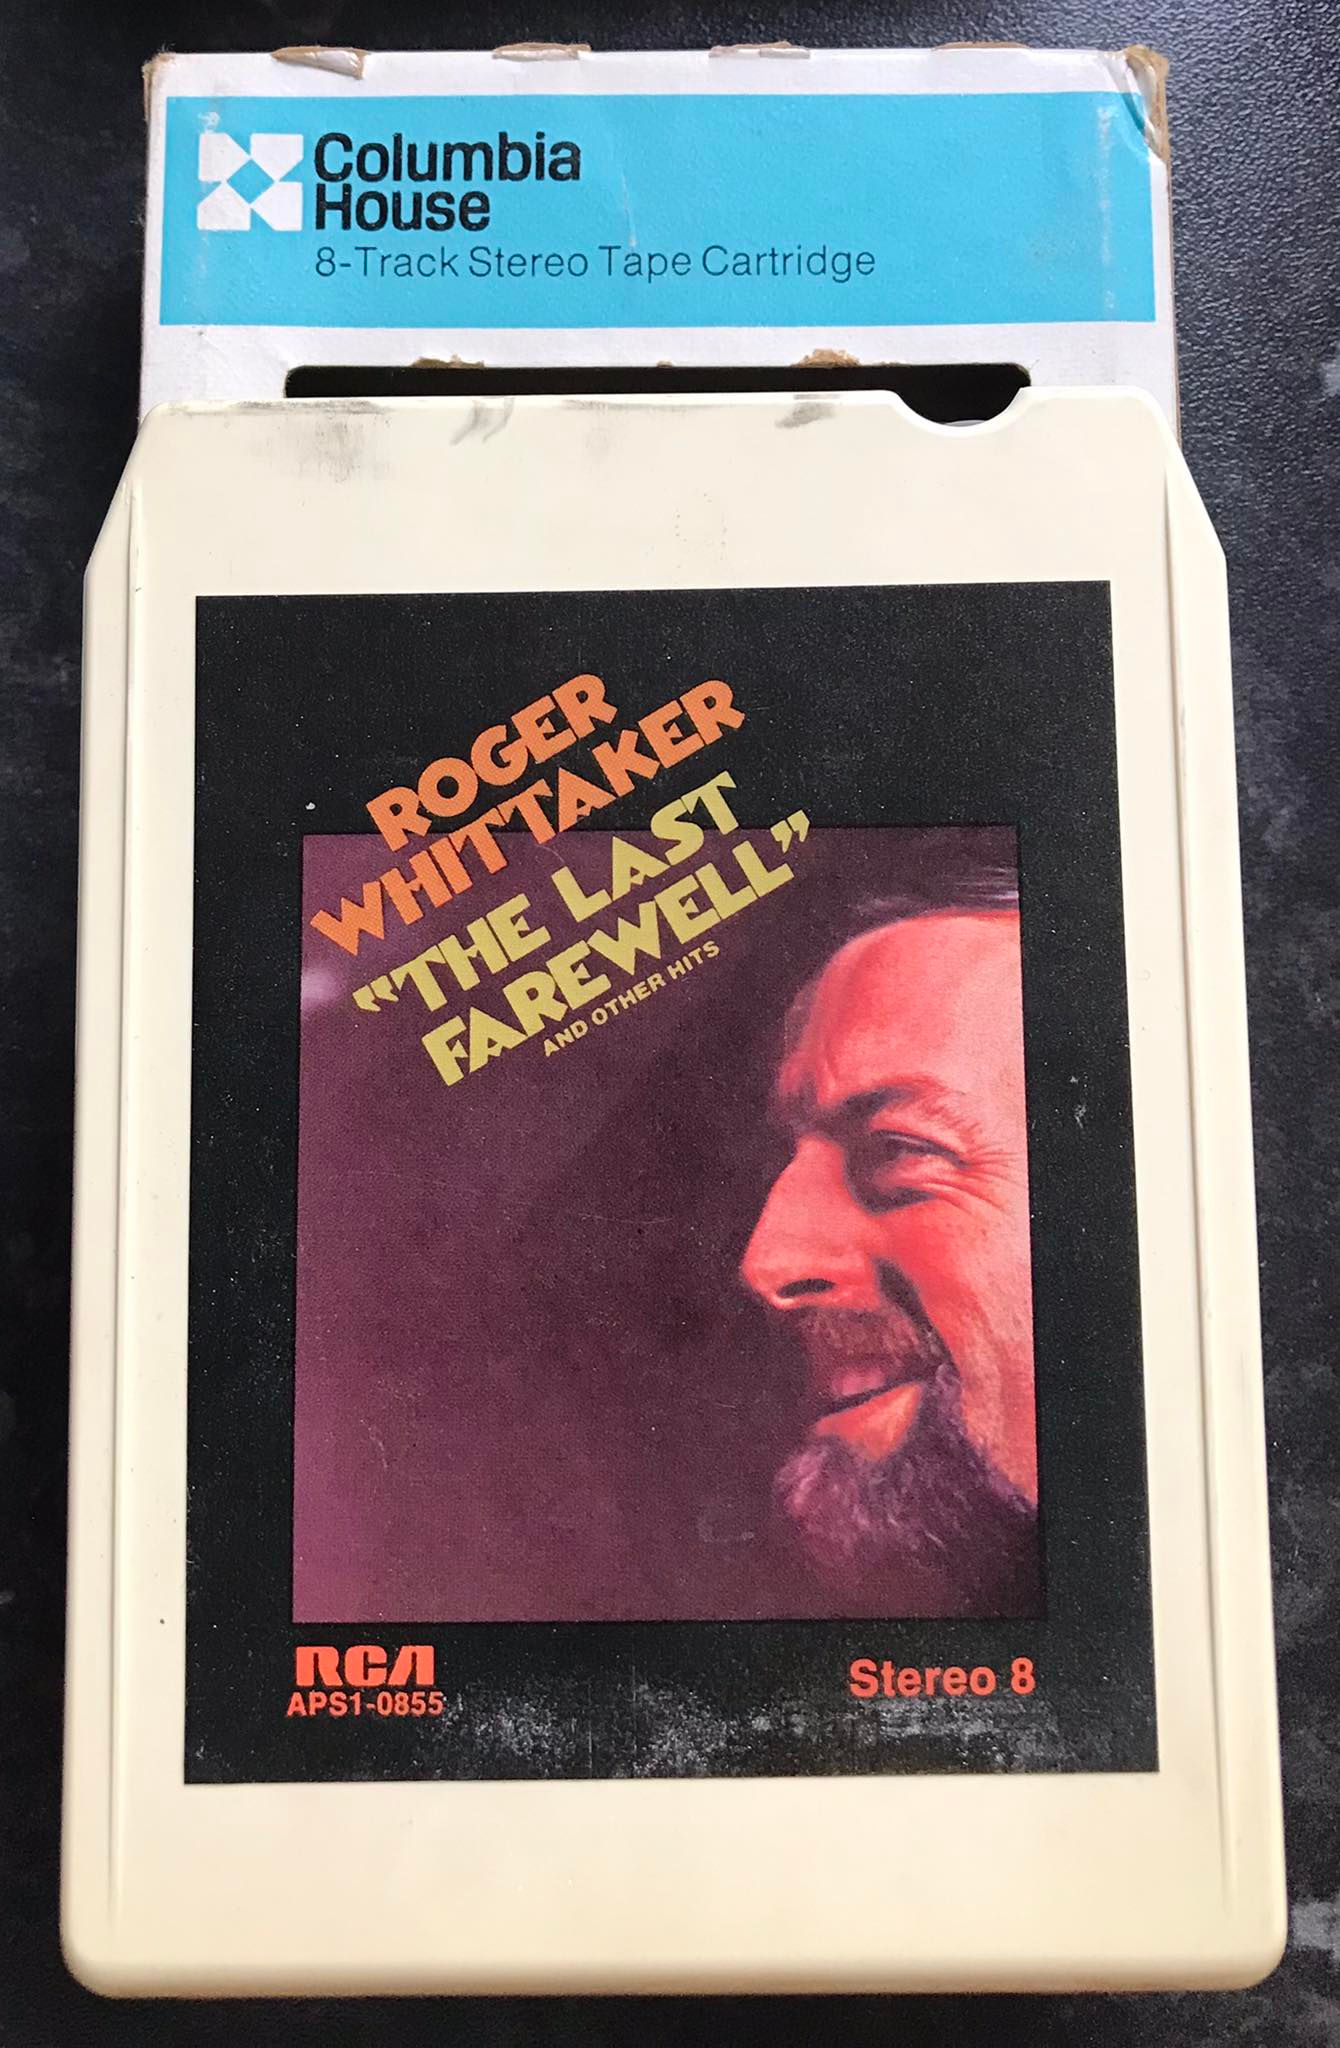 Columbia
House
8-Track Stereo Tape Cartridge
ROGER
WHITTAKER
"THE LAST
FAREWELL"
AND OTHER HITS
RCA
APS1-0855
Stereo 8